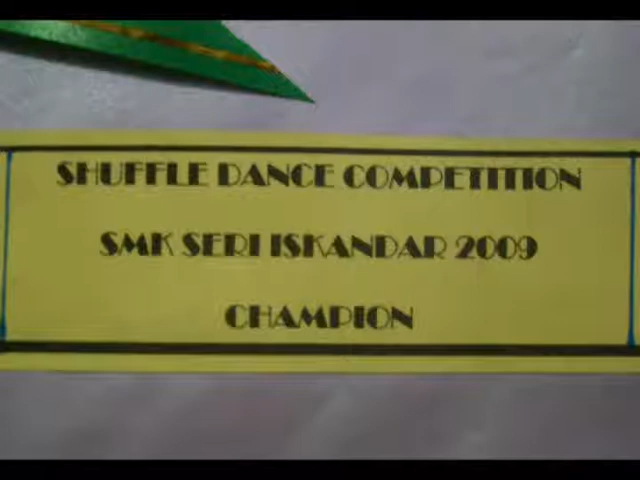 SHUFFLE DANCE COMPETITION
SMK SERI ISKANDAR 2009
CHAMPION